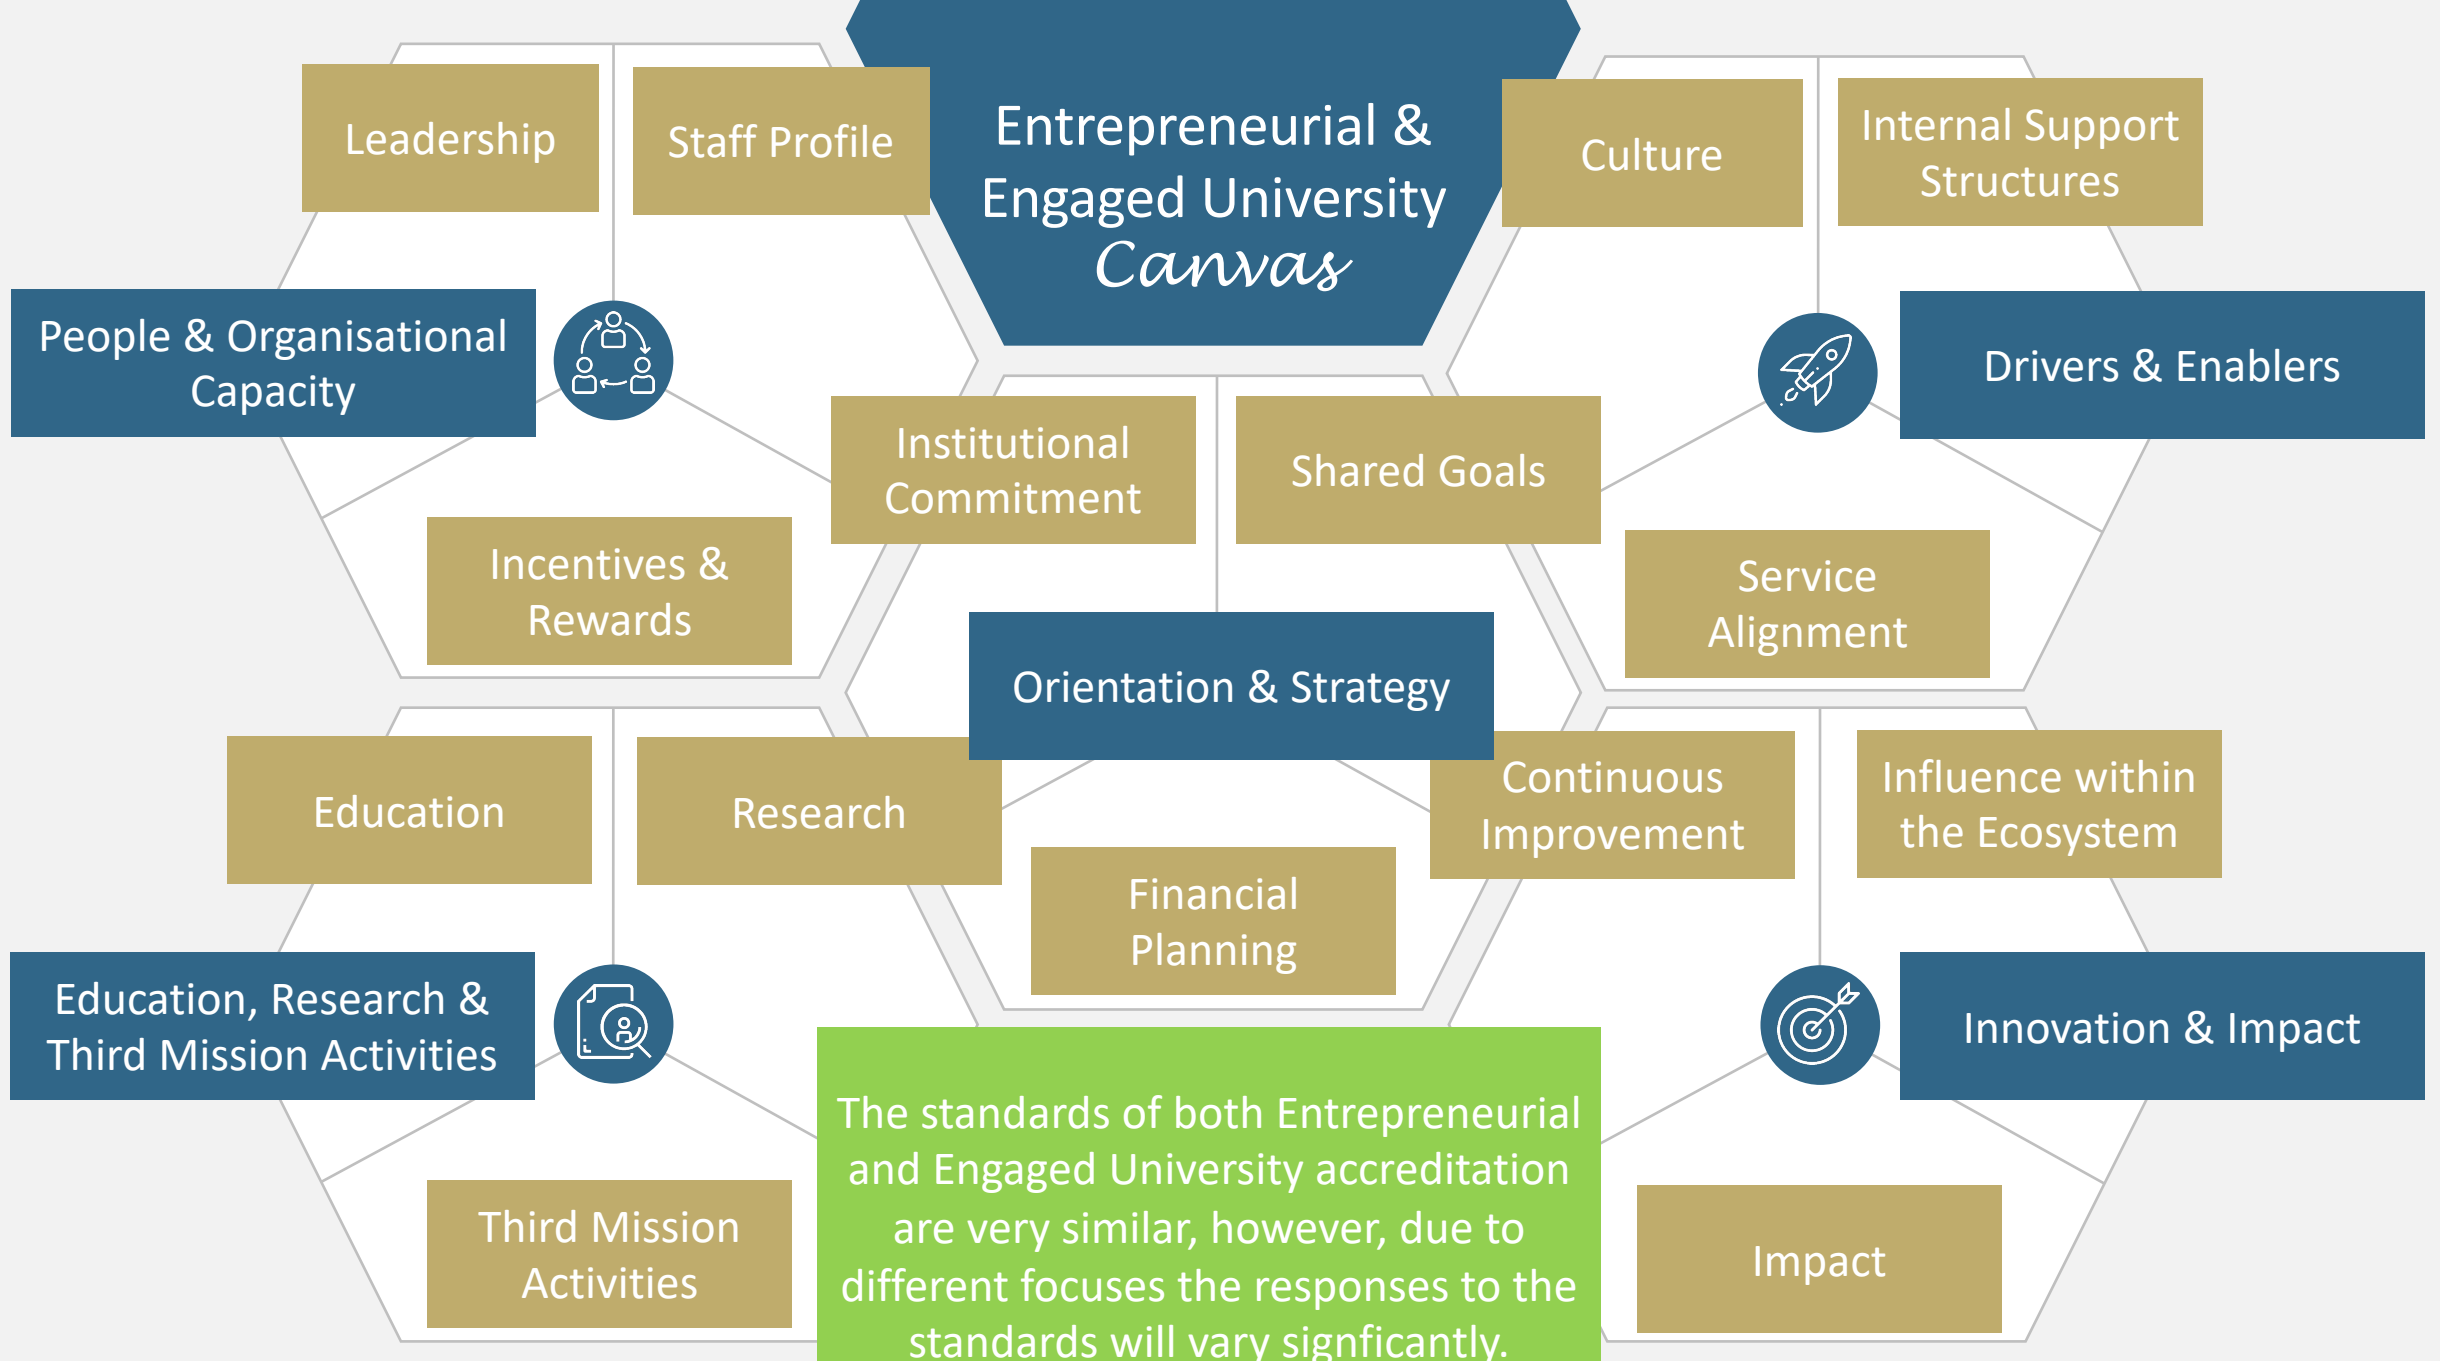 Entrepreneurial &
Engaged University
Canvas
Leadership
Staff Profile
People & Organisational
Capacity
Incentives &
Rewards
Culture
Internal Support
Structures
Drivers & Enablers
Service
Alignment
Institutional
Commitment
Shared Goals
Orientation & Strategy
Financial
Planning
Education
Research
Education, Research &
Third Mission Activities
Third Mission
Activities
Continuous
Improvement
Influence within
the Ecosystem
Innovation & Impact
Impact
The standards of both Entrepreneurial
and Engaged University accreditation
are very similar, however, due to
different focuses the responses to the
standards will vary signficantly.